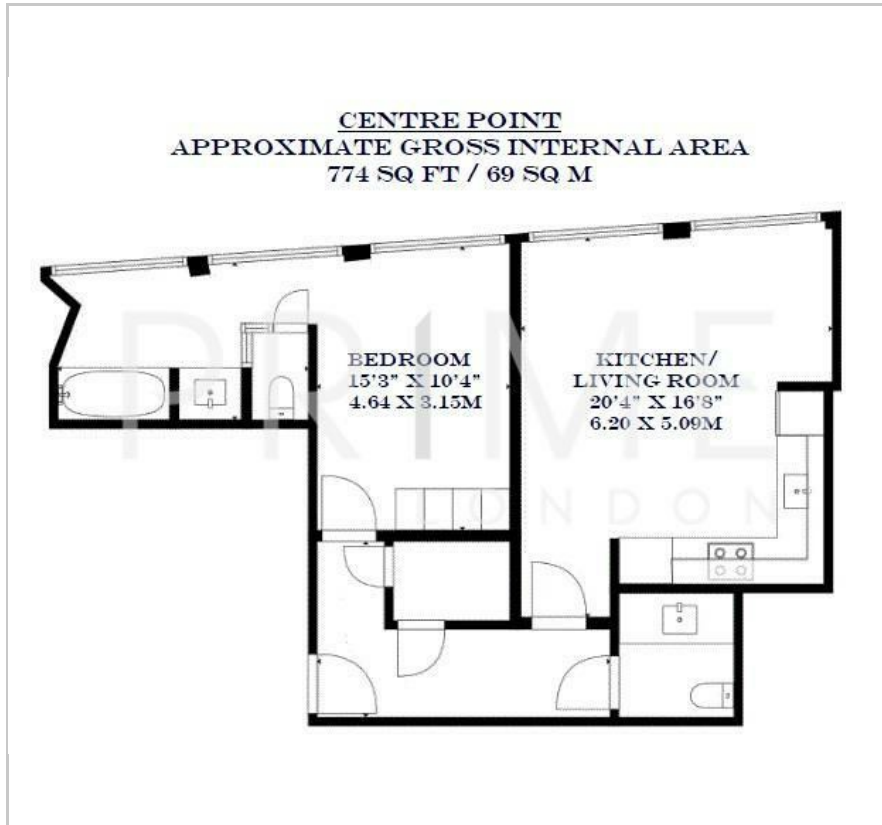 CENTRE POINT
APPROXIMATE GROSS INTERNAL AREA
774 SQ FT / 69 SQ M
BEDROOM
15'3" X 10'4"
4.64 X 3.15M
KITCHEN/
LIVING ROOM
20'4" X 16'8"
6.20 X 5.09M
PRIME
LONDON